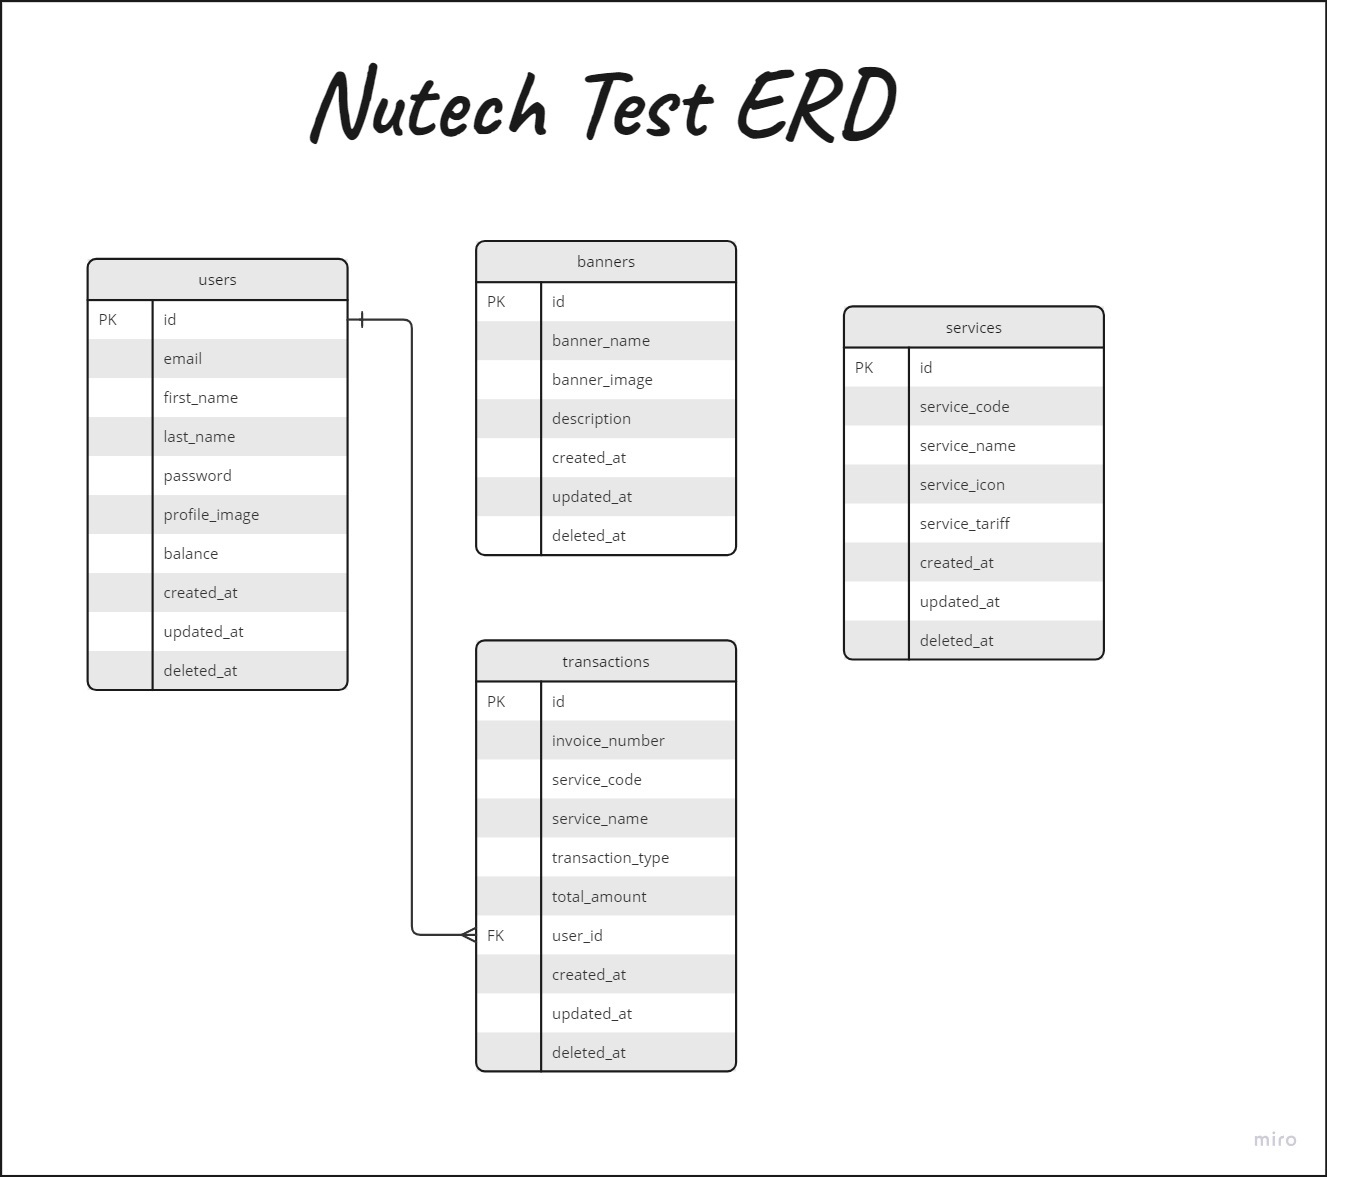 Nutech Test ERD
users
PK id
email
first_name
last_name
password
profile_image
balance
created_at
updated_at
deleted_at
banners
PK id
banner_name
banner_image
description
created_at
updated_at
deleted_at
services
PK id
service_code
service_name
service_icon
service_tariff
created_at
updated_at
deleted_at
transactions
PK id
invoice_number
service_code
service_name
transaction_type
total_amount
FK user_id
created_at
updated_at
deleted_at
miro